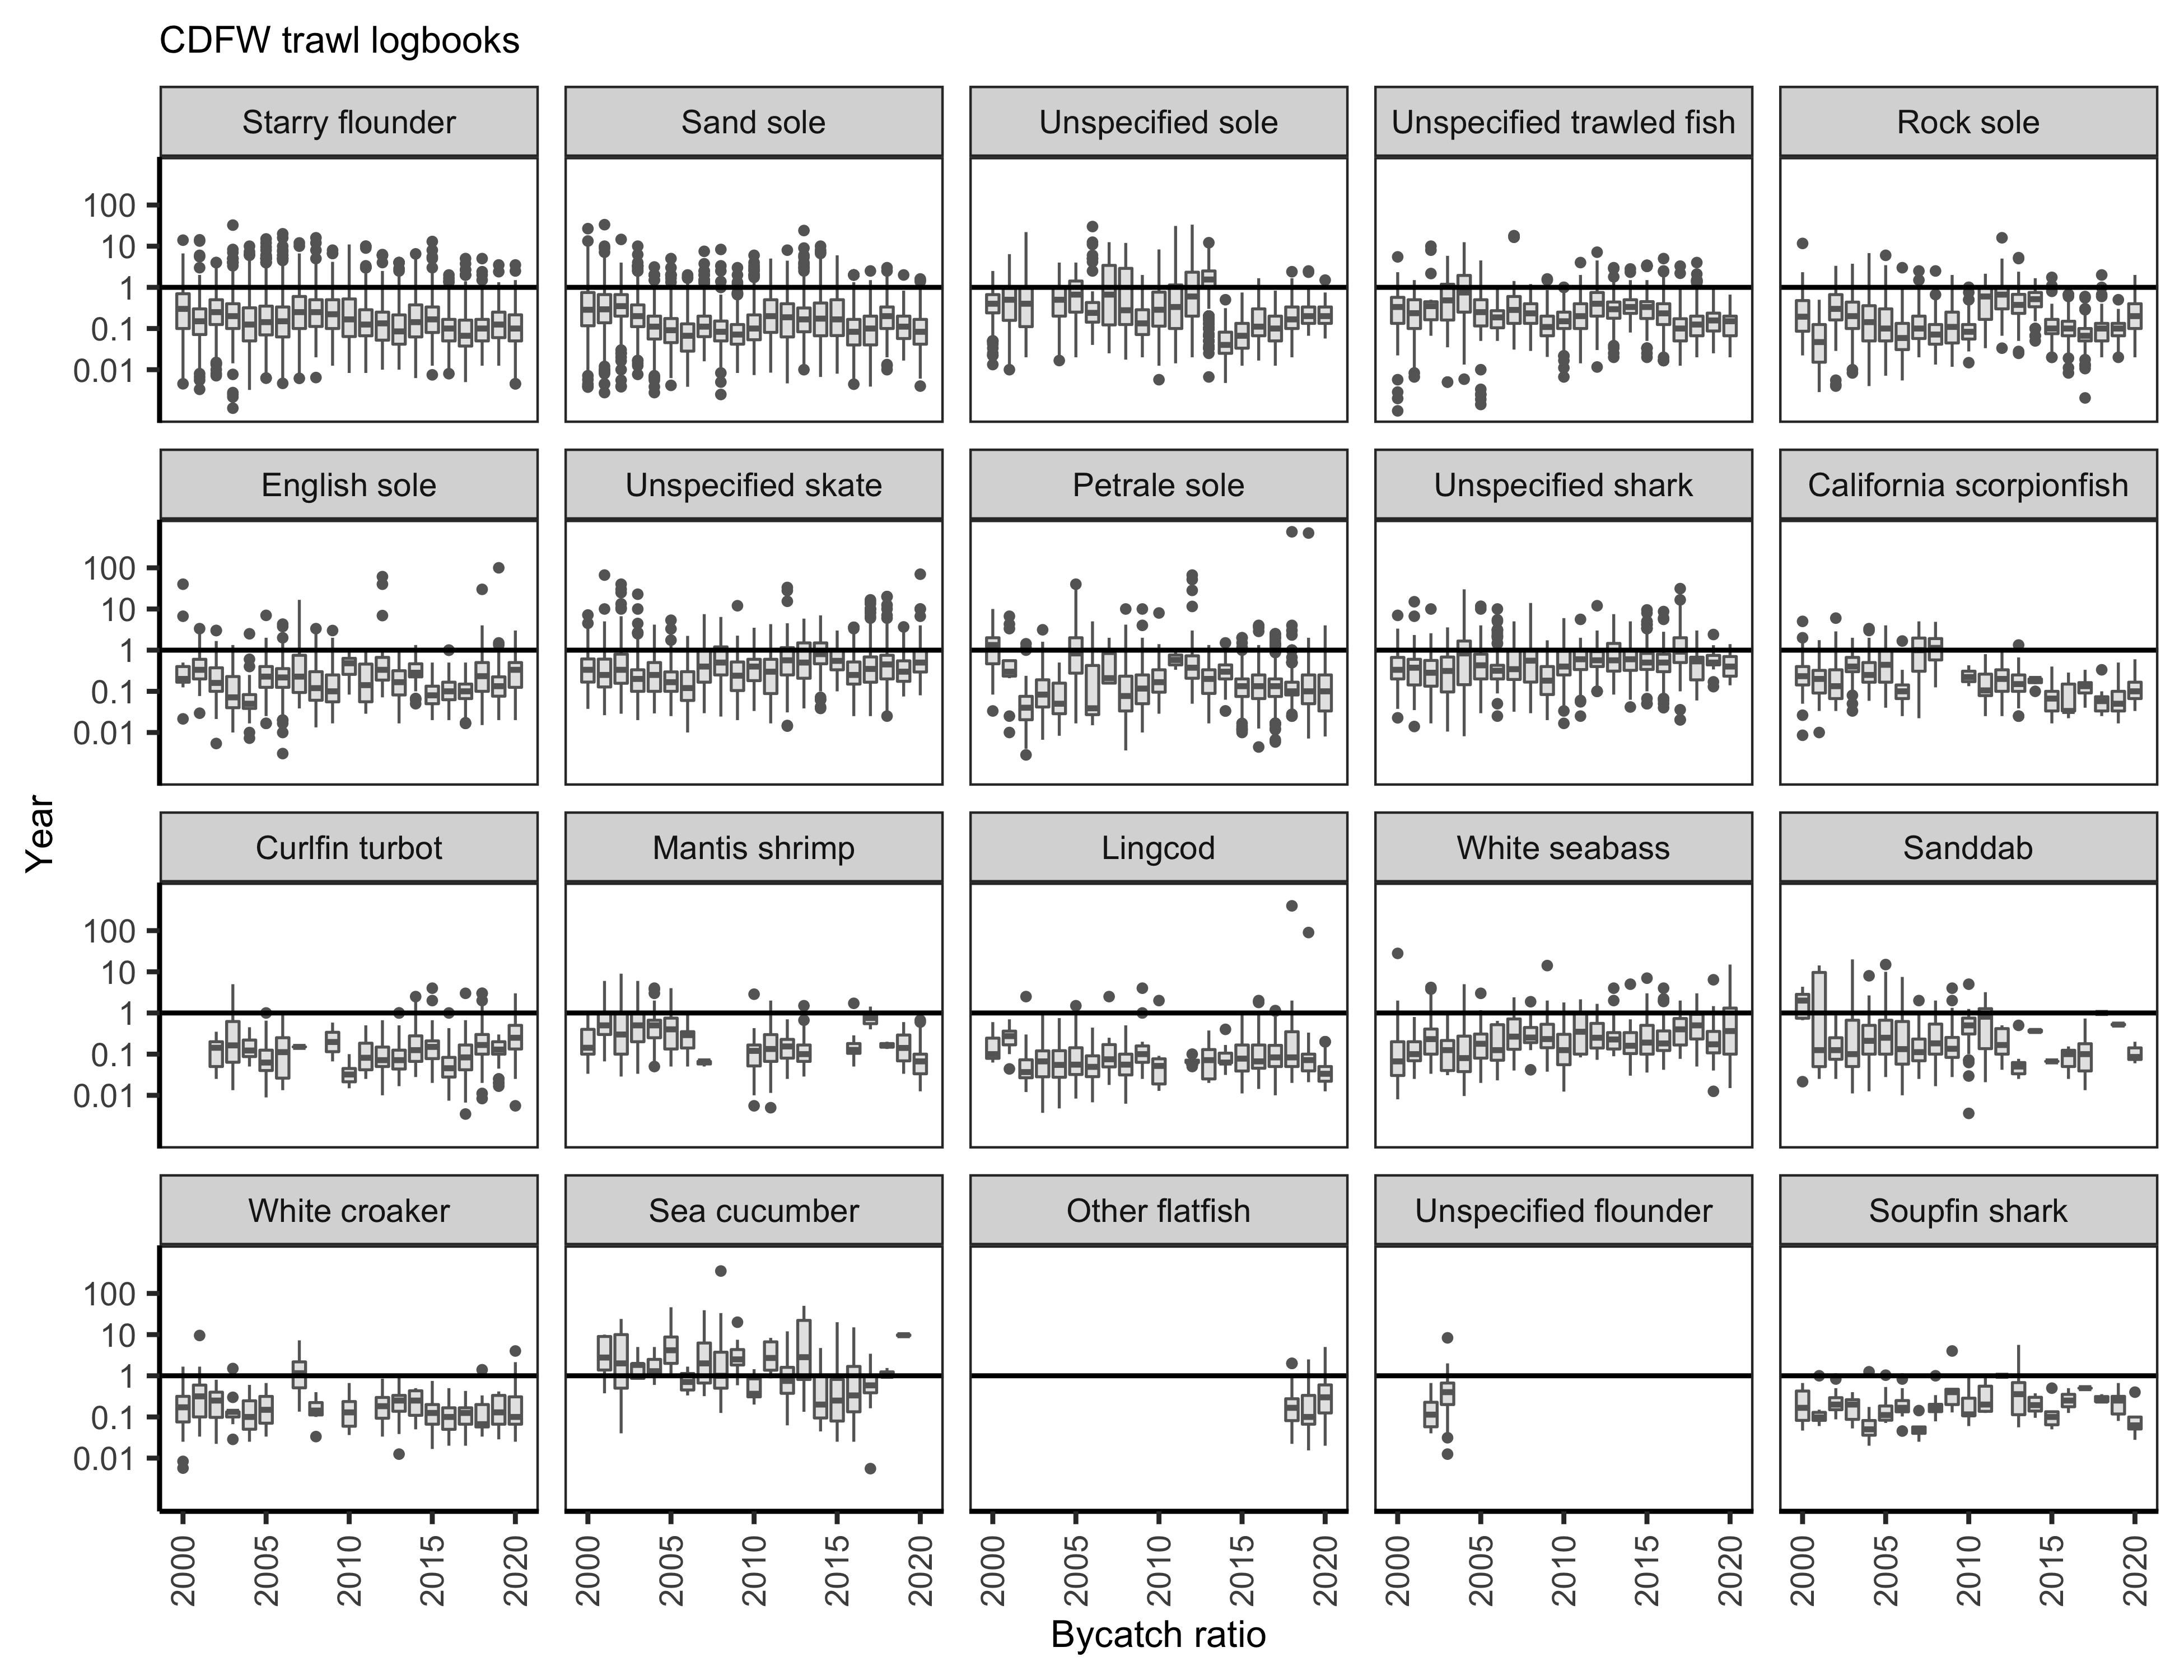 CDFW trawl logbooks
Starry flounder Sand sole Unspecified sole Unspecified trawled fish Rock sole
100
10
1
0.1
0.01
English sole Unspecified skate Petrale sole Unspecified shark California scorpionfish
100
10
1
0.1
0.01
Year
Curlfin turbot Mantis shrimp Lingcod White seabass Sanddab
100
10
1
0.1
0.01
White croaker Sea cucumber Other flatfish Unspecified flounder Soupfin shark
100
10
1
0.1
0.01
2000 2005 2010 2015 2020 2000 2005 2010 2015 2020 2000 2005 2010 2015 2020 2000 2005 2010 2015 2020 2000 2005 2010 2015 2020
Bycatch ratio